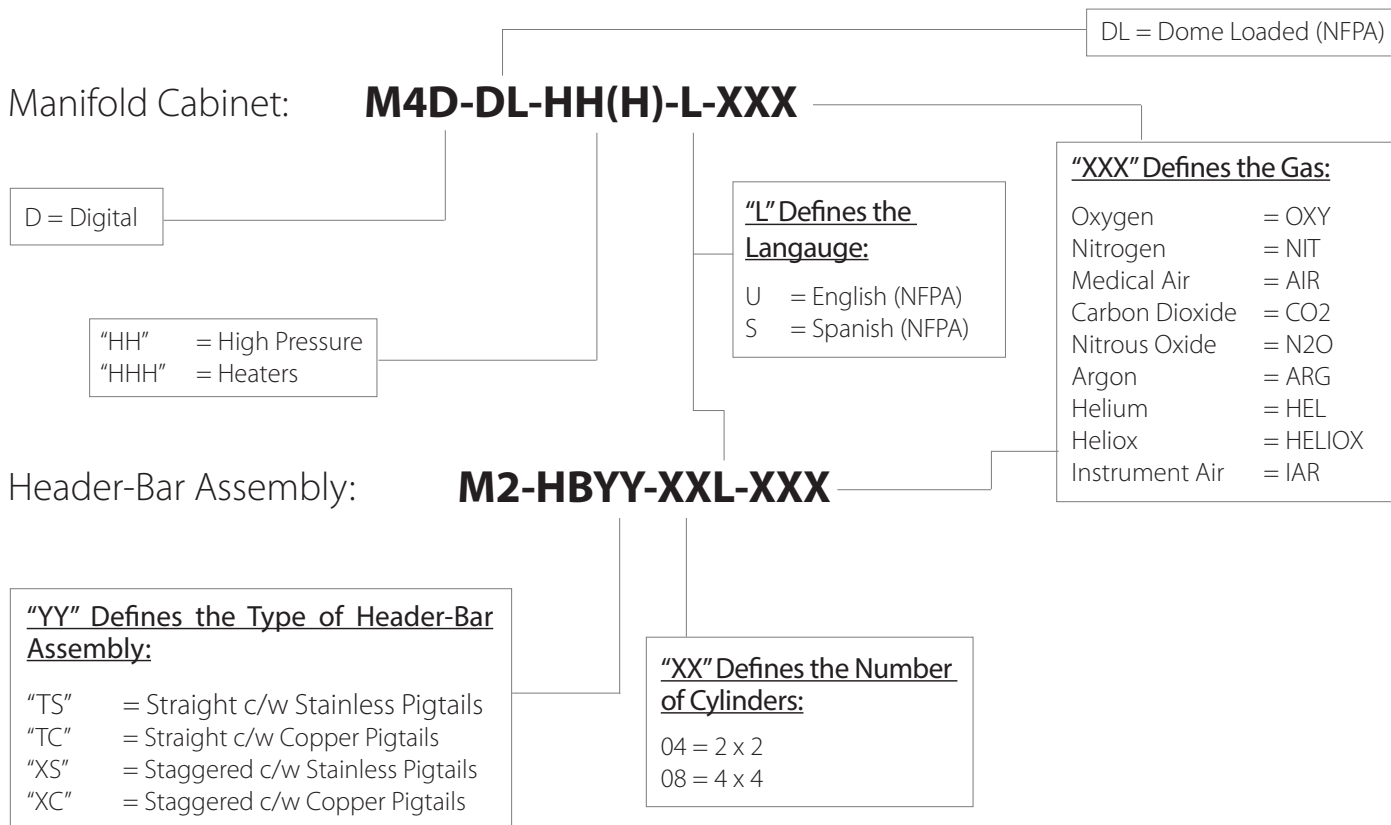 DL = Dome Loaded (NFPA)
Manifold Cabinet: M4D-DL-HH(H)-L-XXX
D = Digital
"HH" = High Pressure
"HHH" = Heaters
"L" Defines the
Langauge:
U = English (NFPA)
S = Spanish (NFPA)
"XXX" Defines the Gas:
Oxygen = OXY
Nitrogen = NIT
Medical Air = AIR
Carbon Dioxide = CO2
Nitrous Oxide = N2O
Argon = ARG
Helium = HEL
Heliox = HELIOX
Instrument Air = IAR
Header-Bar Assembly: M2-HBYY-XXL-XXX
"YY" Defines the Type of Header-Bar
Assembly:
"TS" = Straight c/w Stainless Pigtails
"TC" = Straight c/w Copper Pigtails
"XS" = Staggered c/w Stainless Pigtails
"XC" = Staggered c/w Copper Pigtails
"XX" Defines the Number
of Cylinders:
04 = 2 x 2
08 = 4 x 4